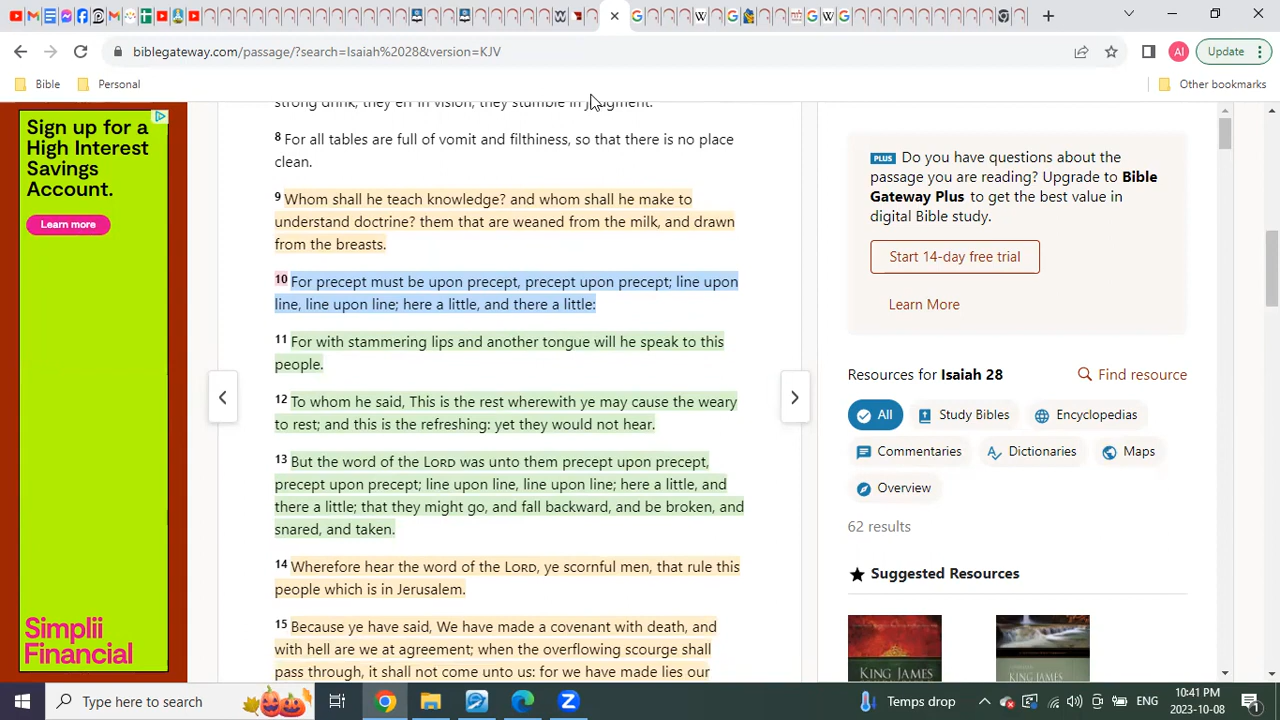 biblegateway.com/passage/?search=Isaiah%2028&version=KJV
AI
Update
Bible
Personal
Other bookmarks
Sign up for a
High Interest
Savings
Account.
Learn more
Simplii
Financial
strong drink, they err in vision, they stumble in judgment.
8 For all tables are full of vomit and filthiness, so that there is no place
clean.
9 Whom shall he teach knowledge? and whom shall he make to
understand doctrine? them that are weaned from the milk, and drawn
from the breasts.
10 For precept must be upon precept, precept upon precept; line upon
line, line upon line; here a little, and there a little:
11 For with stammering lips and another tongue will he speak to this
people.
12 To whom he said, This is the rest wherewith ye may cause the weary
to rest; and this is the refreshing: yet they would not hear.
13 But the word of the LORD was unto them precept upon precept,
precept upon precept; line upon line, line upon line; here a little, and
there a little; that they might go, and fall backward, and be broken, and
snared, and taken.
14 Wherefore hear the word of the LORD, ye scornful men, that rule this
people which is in Jerusalem.
15 Because ye have said, We have made a covenant with death, and
with hell are we at agreement; when the overflowing scourge shall
pass through, it shall not come unto us: for we have made lies our
PLUS Do you have questions about the
passage you are reading? Upgrade to Bible
Gateway Plus to get the best value in
digital Bible study.
Start 14-day free trial
Learn More
Resources for Isaiah 28
Find resource
All
Study Bibles
Encyclopedias
Commentaries
Dictionaries
Maps
Overview
62 results
Suggested Resources
KING JAMES
Type here to search
Temps drop
ENG
10:41 PM
2023-10-08
1